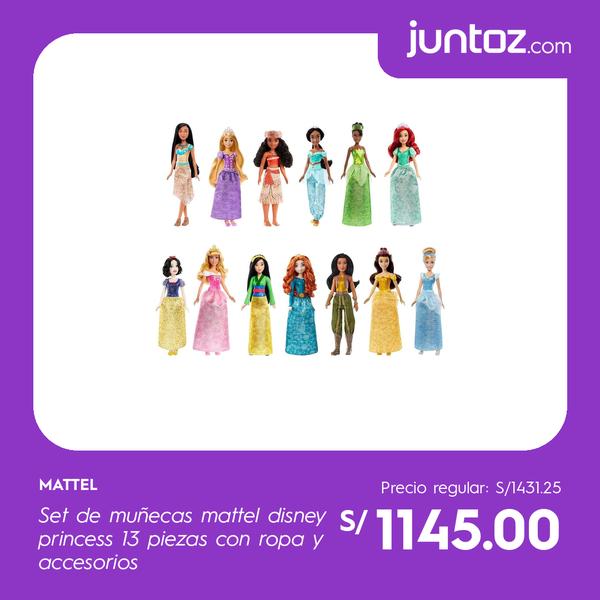 juntoz.com
MATTEL
Set de muñecas mattel disney
princess 13 piezas con ropa y
accesorios
Precio regular: S/1431.25
S/ 1145.00